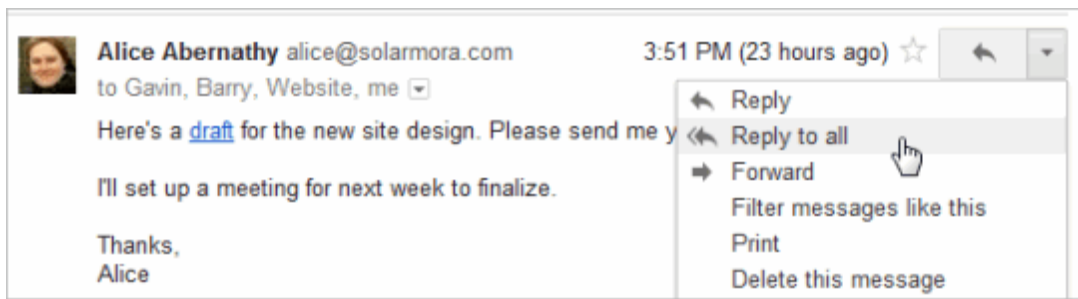 Alice Abernathy alice@solarmora.com 3:51 PM (23 hours ago)
to Gavin, Barry, Website, me
Here's a draft for the new site design. Please send me y
Reply
Reply to all
Forward
I'll set up a meeting for next week to finalize.
Filter messages like this
Print
Thanks,
Alice
Delete this message